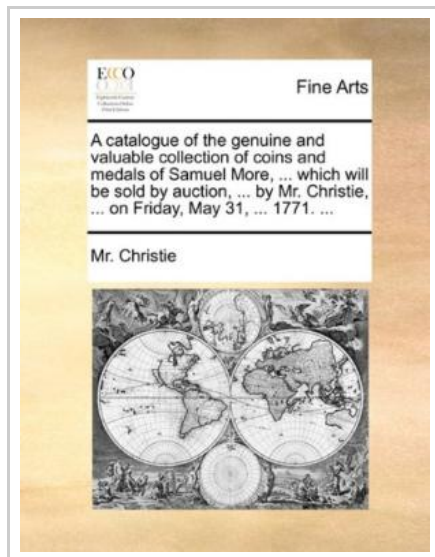 ECCO
Fine Arts
A catalogue of the genuine and
valuable collection of coins and
medals of Samuel More, ... which will
be sold by auction, ... by Mr. Christie,
... on Friday, May 31, ... 1771. ...
Mr. Christie